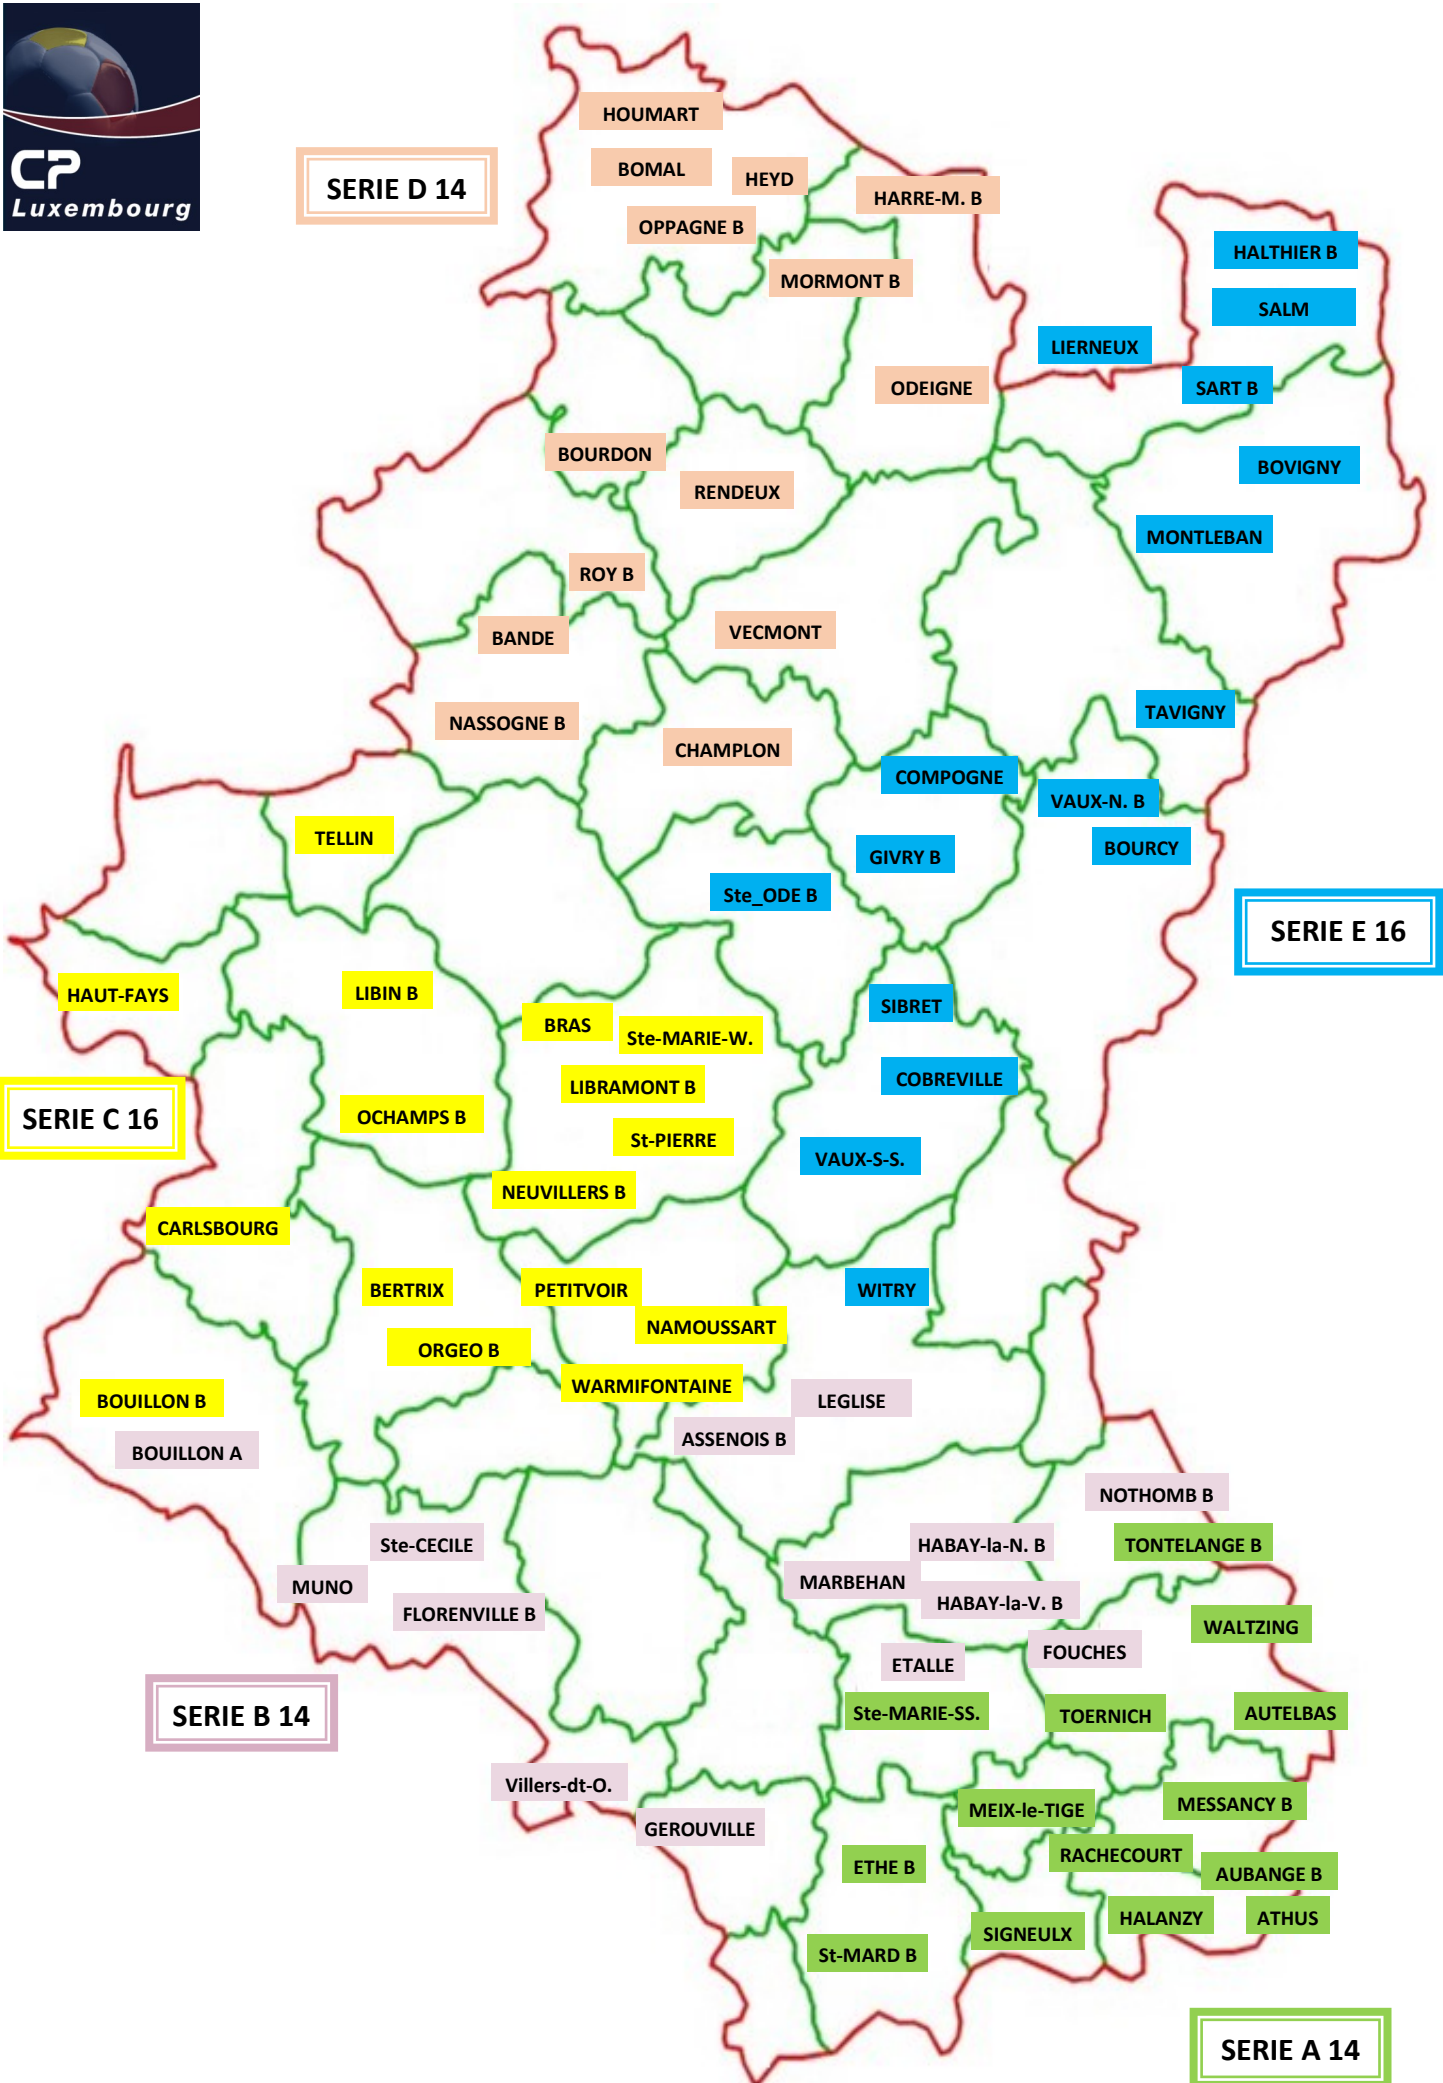 CP
Luxembourg
HOUMART
BOMAL
HEYD
SERIE D 14
HARRE-M. B
OPPAGNE B
HALTHIER B
MORMONT B
SALM
LIERNEUX
ODEIGNE
SART B
BOURDON
BOVIGNY
RENDEUX
MONTLEBAN
ROY B
BANDE
VECMONT
TAVIGNY
NASSOGNE B
CHAMPLON
COMPOGNE
VAUX-N. B
TELLIN
BOURCY
GIVRY B
Ste_ODE B
SERIE E 16
HAUT-FAYS
LIBIN B
SIBRET
BRAS
Ste-MARIE-W.
COBREVILLE
LIBRAMONT B
SERIE C 16
OCHAMPS B
St-PIERRE
VAUX-S-S.
NEUVILLERS B
CARLSBOURG
BERTRIX
PETITVOIR
WITRY
NAMOUSSART
ORGEO B
WARMIFONTAINE
BOUILLON B
LEGLISE
ASSENOIS B
BOUILLON A
NOTHOMB B
Ste-CECILE
HABAY-la-N. B
TONTELANGE B
MUNO
MARBEHAN
HABAY-la-V. B
FLORENVILLE B
WALTZING
FOUCHES
ETALLE
SERIE B 14
Ste-MARIE-SS.
TOERNICH
AUTELBAS
Villers-dt-O.
MEIX-le-TIGE
MESSANCY B
GEROUVILLE
RACHECOURT
ETHE B
AUBANGE B
HALANZY
ATHUS
SIGNEULX
St-MARD B
SERIE A 14